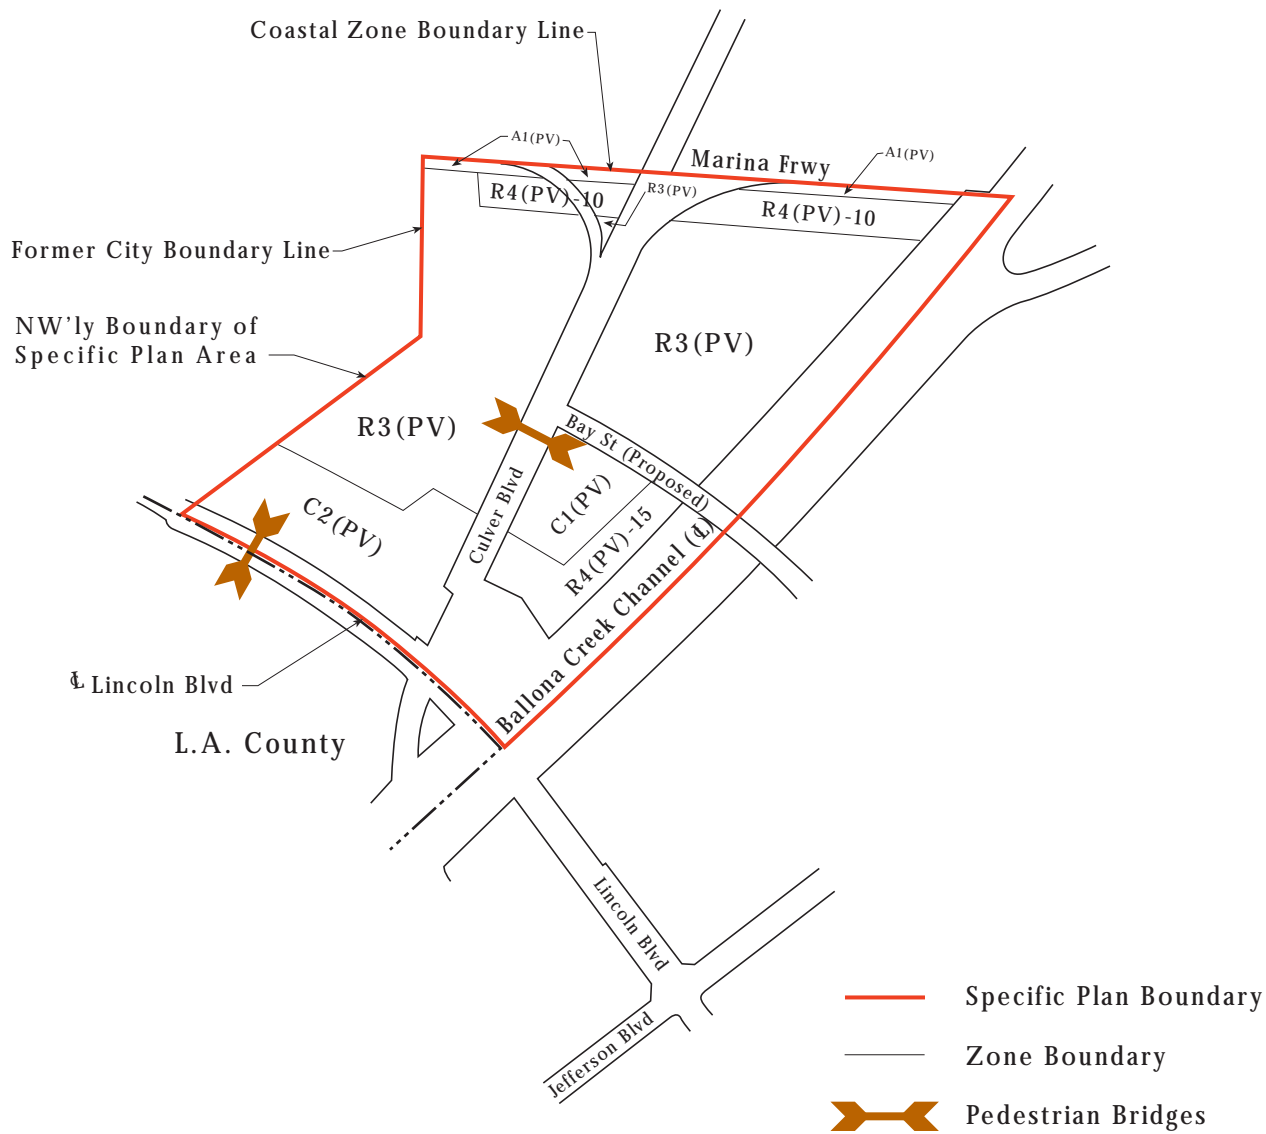 Coastal Zone Boundary Line
A1(PV)
Marina Frwy
A1(PV)
R4(PV)-10
R3(PV)
R4(PV)-10
Former City Boundary Line
NW'ly Boundary of
Specific Plan Area
R3(PV)
R3(PV)
Bay St (Proposed)
Culver Blvd
C1(PV)
C2(PV)
R4(PV)-15
Ballona Creek Channel (℄)
℄ Lincoln Blvd
L.A. County
Lincoln Blvd
Jefferson Blvd
Specific Plan Boundary
Zone Boundary
Pedestrian Bridges